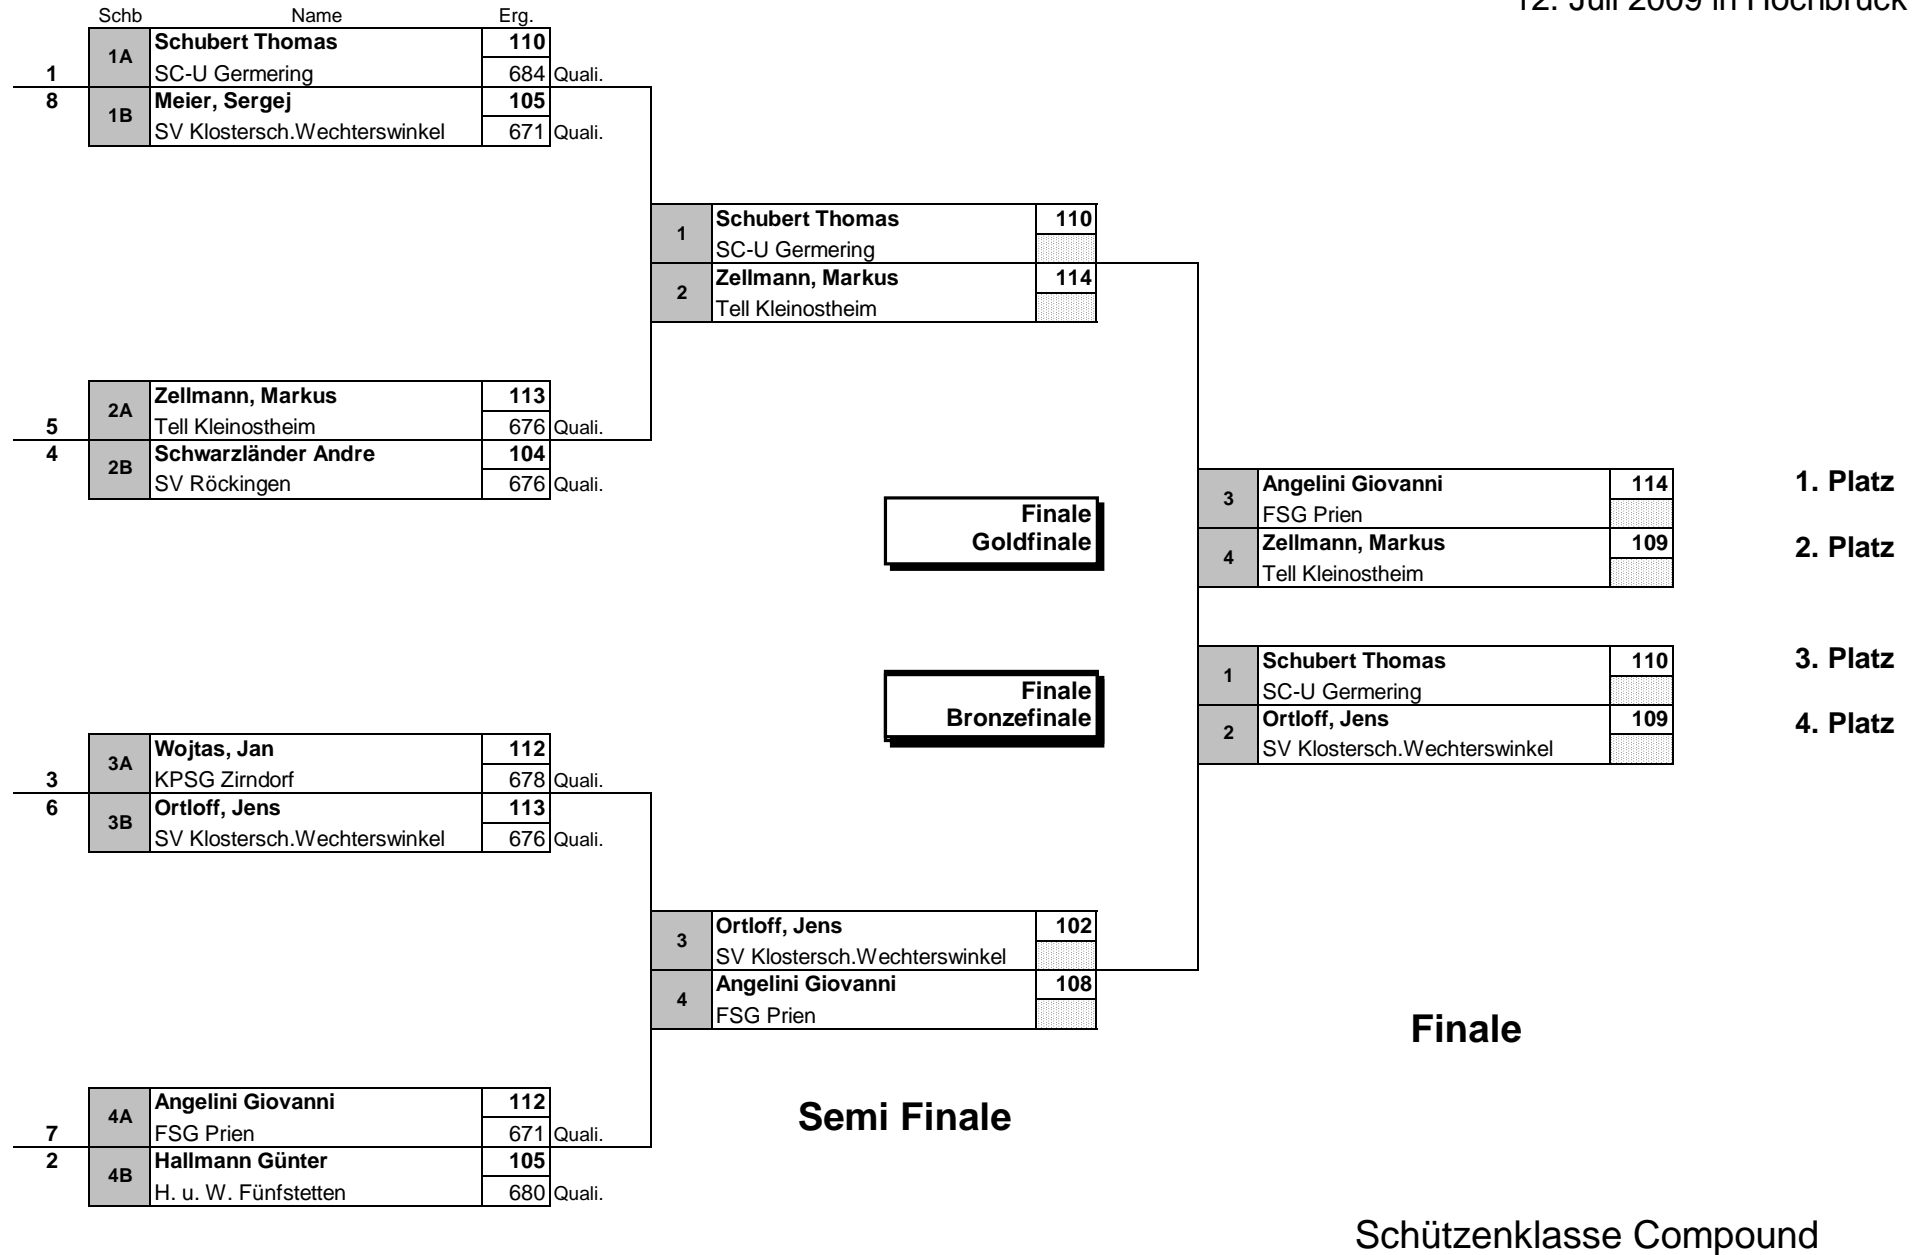 12. Juli 2009 in Hochbrück
Schb Name Erg.
1A Schubert Thomas 110
1 SC-U Germering 684 Quali.
8 1B Meier, Sergej 105
SV Klostersch.Wechterswinkel 671 Quali.
1 Schubert Thomas 110
SC-U Germering
2 Zellmann, Markus 114
Tell Kleinostheim
2A Zellmann, Markus 113
5 Tell Kleinostheim 676 Quali.
4 2B Schwarzländer Andre 104
SV Röckingen 676 Quali.
3 Angelini Giovanni 114 1. Platz
FSG Prien
4 Zellmann, Markus 109 2. Platz
Tell Kleinostheim
Finale
Goldfinale
1 Schubert Thomas 110 3. Platz
SC-U Germering
2 Ortloff, Jens 109 4. Platz
SV Klostersch.Wechterswinkel
Finale
Bronzefinale
3A Wojtas, Jan 112
3 KPSG Zirndorf 678 Quali.
6 3B Ortloff, Jens 113
SV Klostersch.Wechterswinkel 676 Quali.
3 Ortloff, Jens 102
SV Klostersch.Wechterswinkel
4 Angelini Giovanni 108
FSG Prien
Finale
4A Angelini Giovanni 112
7 FSG Prien 671 Quali.
2 4B Hallmann Günter 105
H. u. W. Fünfstetten 680 Quali.
Semi Finale
Schützenklasse Compound